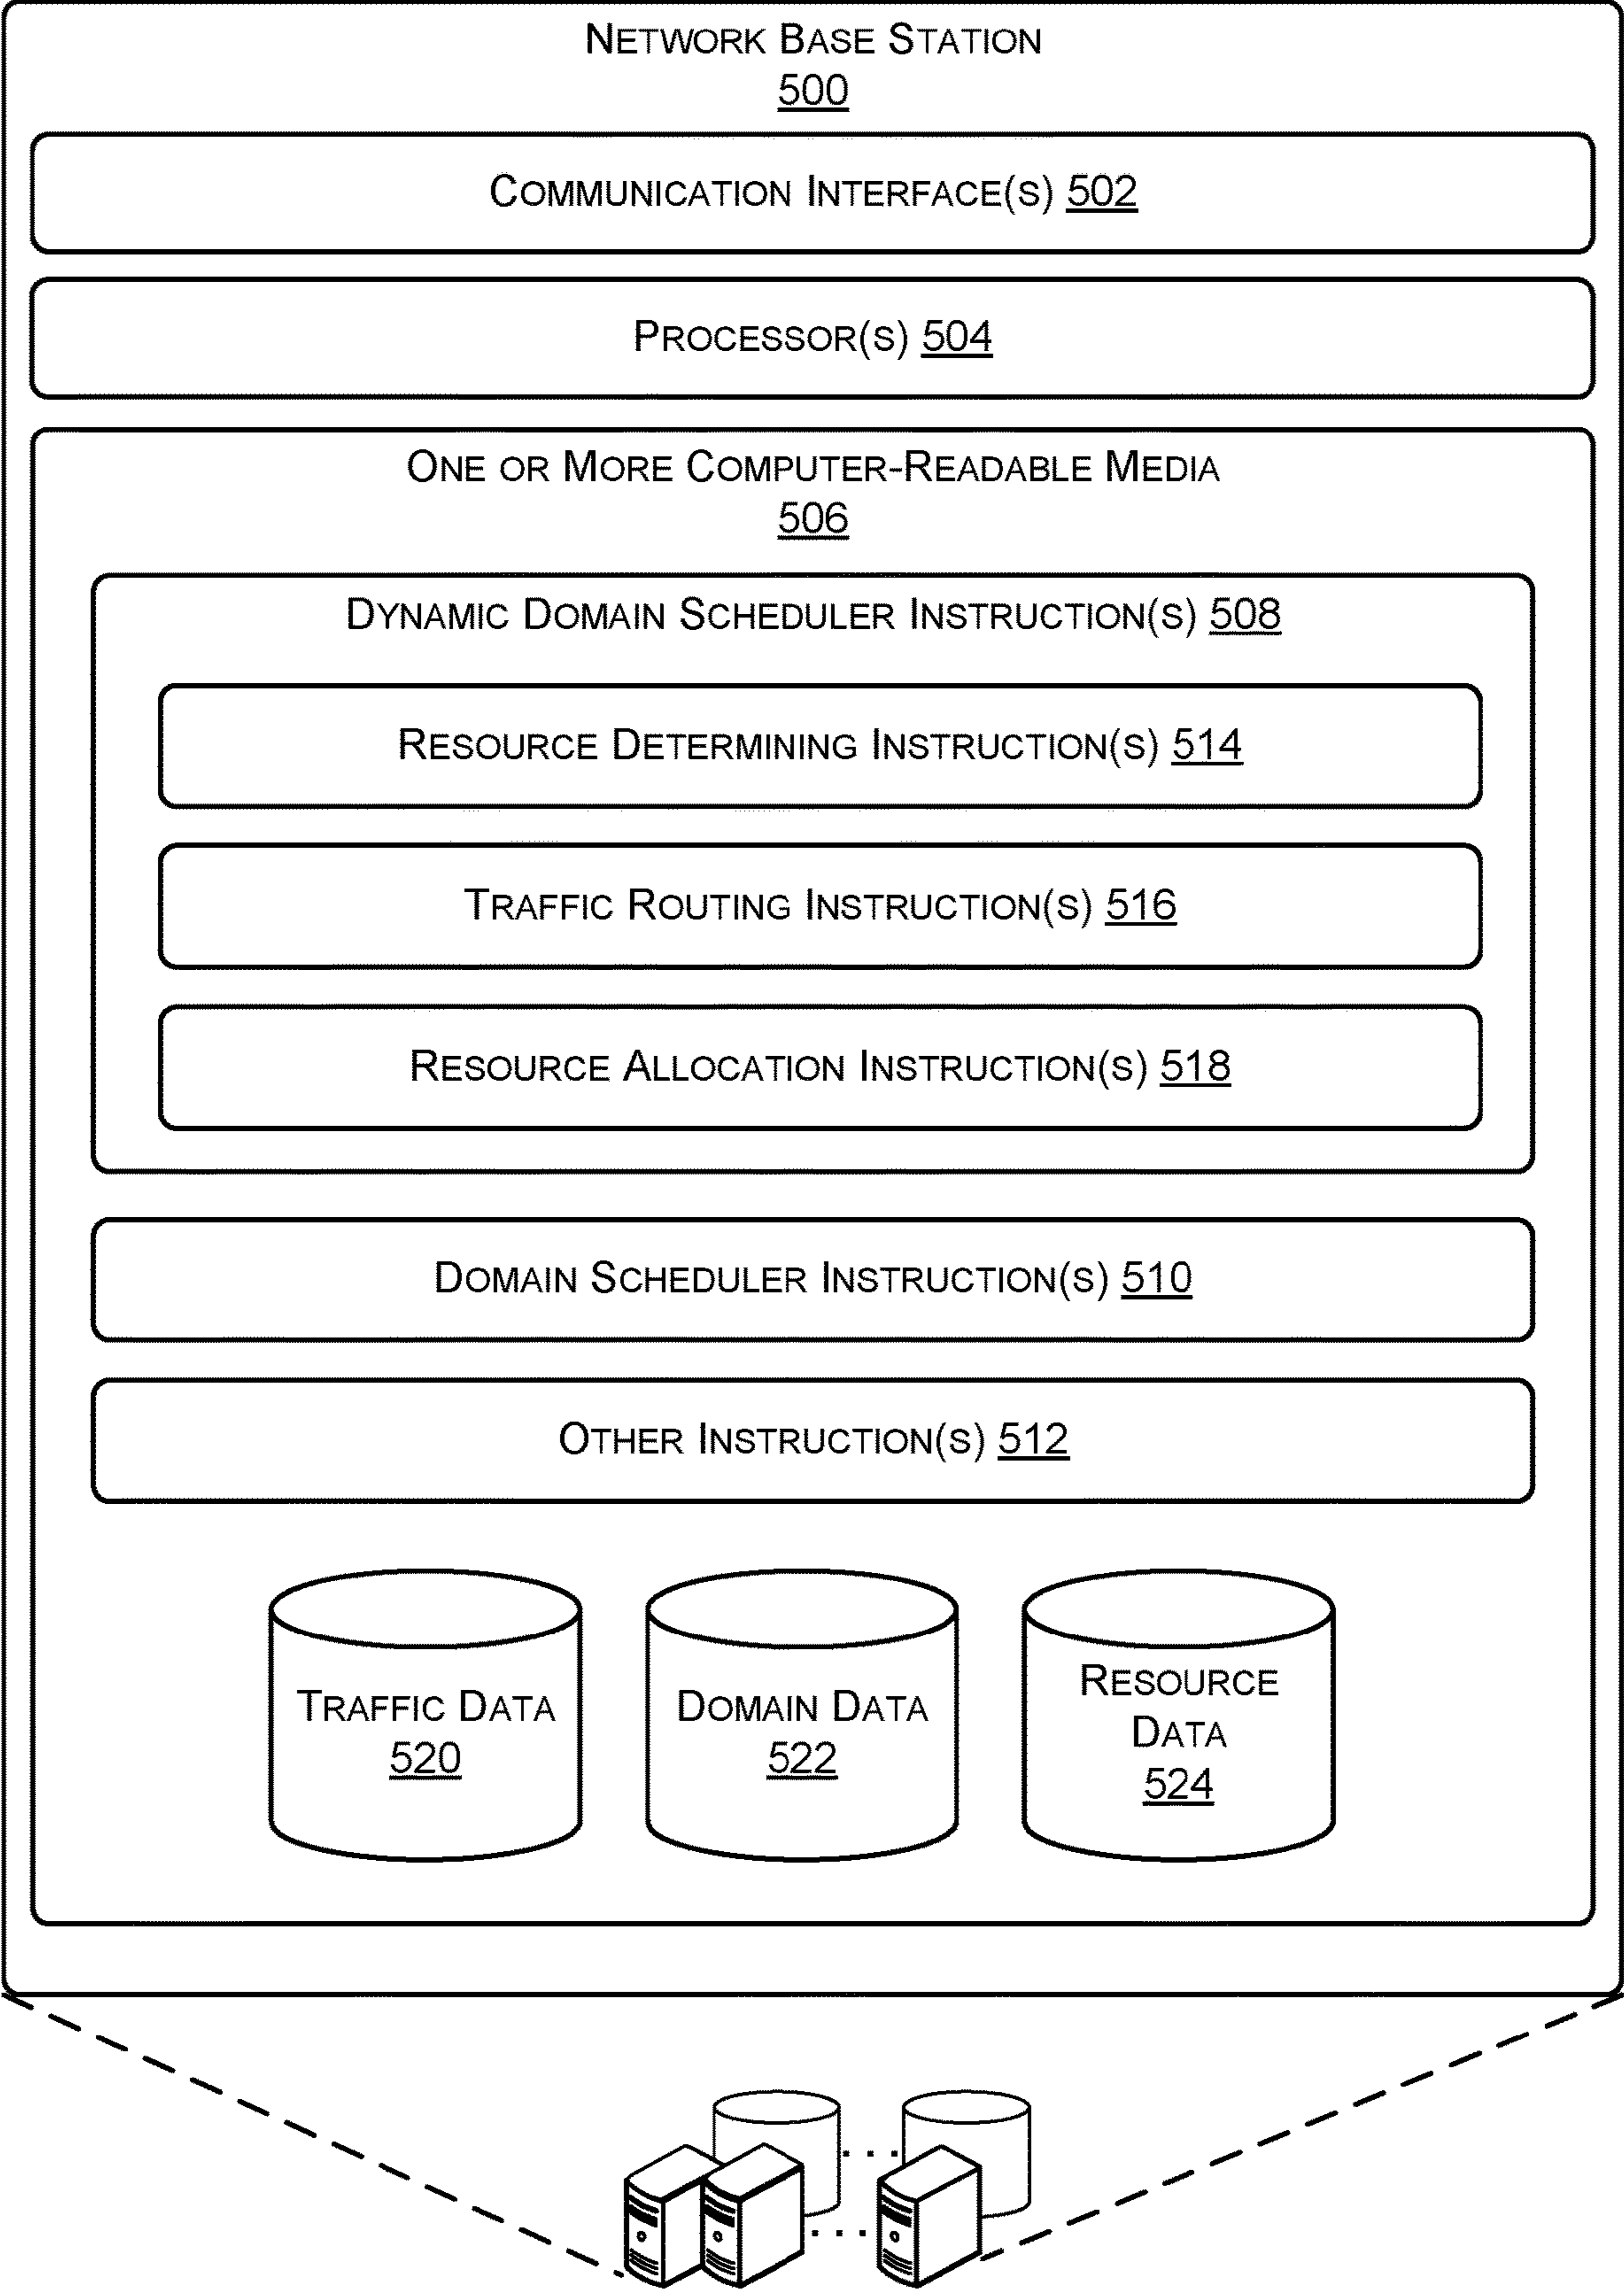 NETWORK BASE STATION
500
COMMUNICATION INTERFACE(S) 502
PROCESSOR(S) 504
ONE OR MORE COMPUTER-READABLE MEDIA
506
DYNAMIC DOMAIN SCHEDULER INSTRUCTION(S) 508
RESOURCE DETERMINING INSTRUCTION(S) 514
TRAFFIC ROUTING INSTRUCTION(S) 516
RESOURCE ALLOCATION INSTRUCTION(S) 518
DOMAIN SCHEDULER INSTRUCTION(S) 510
OTHER INSTRUCTION(S) 512
TRAFFIC DATA
520
DOMAIN DATA
522
RESOURCE
DATA
524